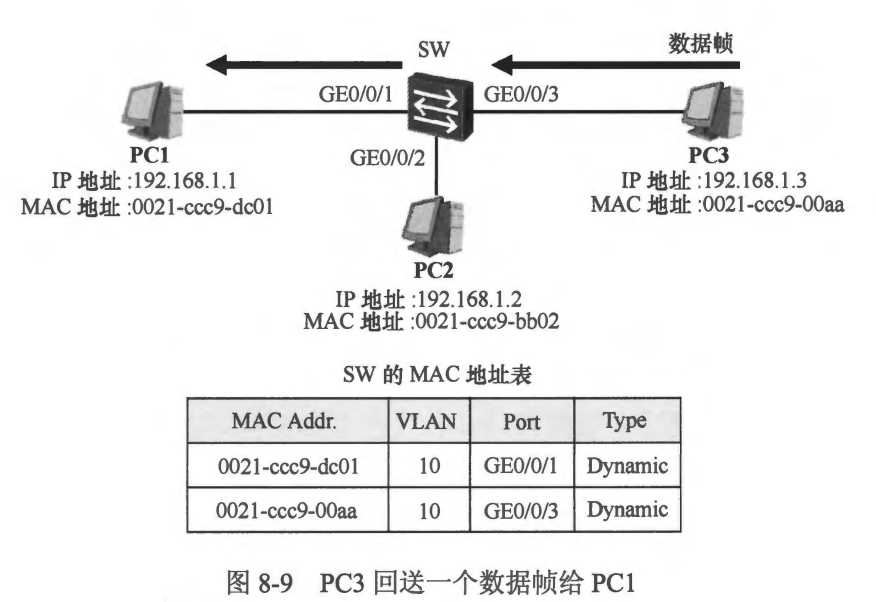 SW
数据帧
GE0/0/1
GE0/0/3
GE0/0/2
PC1
IP 地址 :192.168.1.1
MAC 地址 :0021-ccc9-dc01
PC3
IP 地址 :192.168.1.3
MAC 地址 :0021-ccc9-00aa
PC2
IP 地址 :192.168.1.2
MAC 地址 :0021-ccc9-bb02
SW 的 MAC 地址表
MAC Addr. VLAN Port Type
0021-ccc9-dc01 10 GE0/0/1 Dynamic
0021-ccc9-00aa 10 GE0/0/3 Dynamic
图 8-9 PC3 回送一个数据帧给 PC1